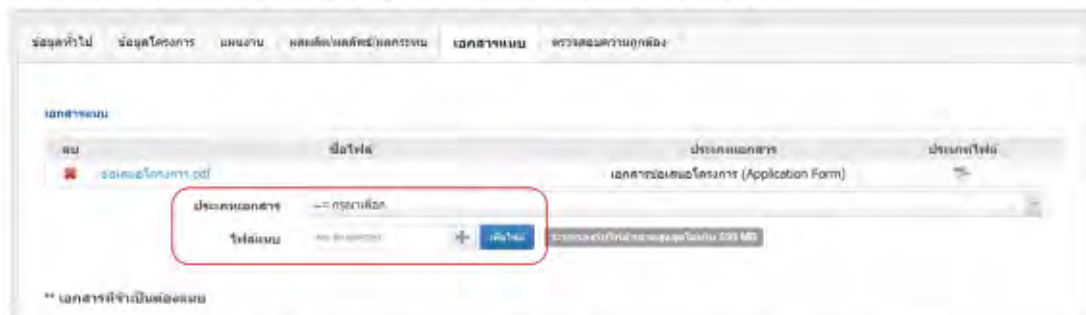 ข้อมูลทั่วไป ข้อมูลโครงการ แผนงาน ผลผลิต/ผลลัพธ์/ผลกระทบ เอกสารแนบ ตรวจสอบความถูกต้อง
เอกสารแนบ
ลบ ชื่อไฟล์ ประเภทเอกสาร ประเภทไฟล์
ข้อเสนอโครงการ.pdf เอกสารข้อเสนอโครงการ (Application Form)
ประเภทเอกสาร --= กรุณาเลือก
ไฟล์แนบ เพิ่มใหม่
** เอกสารที่จำเป็นต้องแนบ